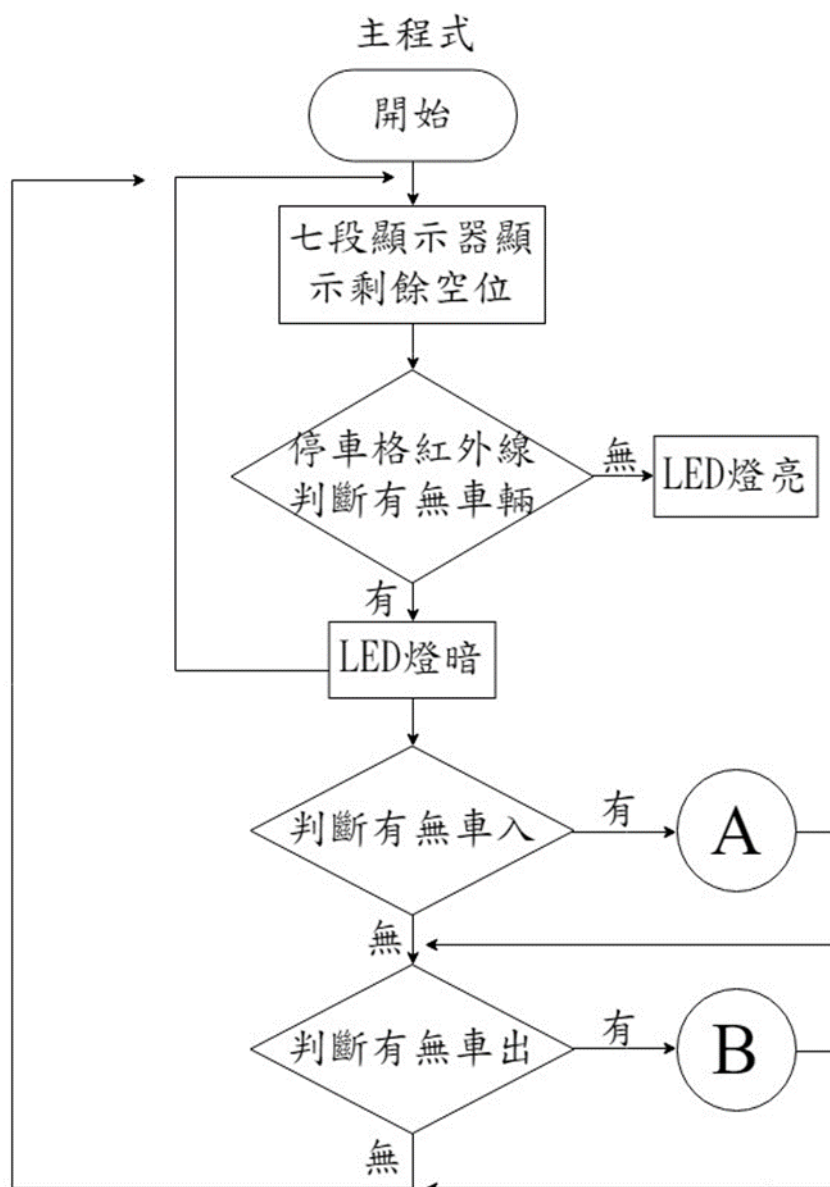 主程式
開始
七段顯示器顯
示剩餘空位
停車格紅外線
判斷有無車輛
無
LED燈亮
有
LED燈暗
判斷有無車入
有
A
無
判斷有無車出
有
B
無